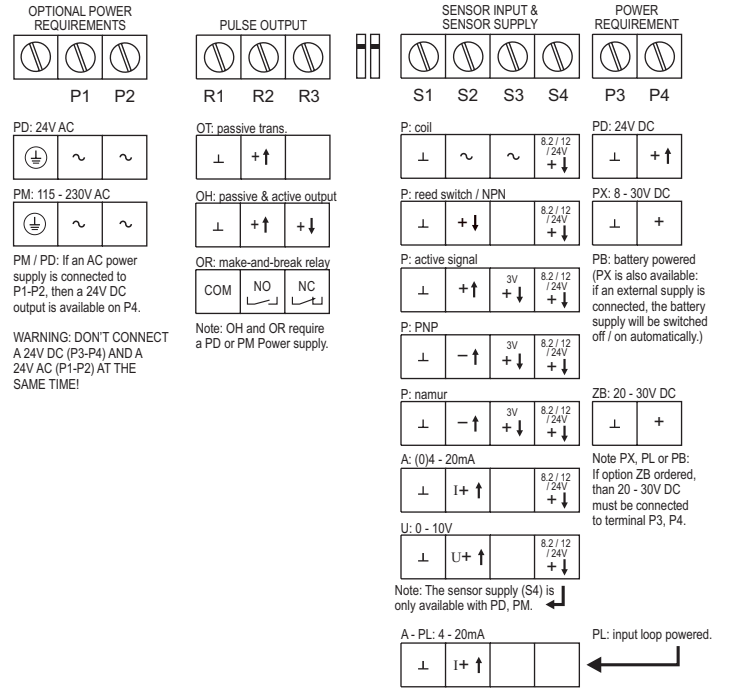 OPTIONAL POWER
REQUIREMENTS
P1 P2
PD: 24V AC
~ ~
PM: 115 - 230V AC
~ ~
PM / PD: If an AC power
supply is connected to
P1-P2, then a 24V DC
output is available on P4.
WARNING: DON'T CONNECT
A 24V DC (P3-P4) AND A
24V AC (P1-P2) AT THE
SAME TIME!
PULSE OUTPUT
R1 R2 R3
OT: passive trans.
⊥ +↑
OH: passive & active output
⊥ +↑ +↓
OR: make-and-break relay
COM NO NC
Note: OH and OR require
a PD or PM Power supply.
SENSOR INPUT &
SENSOR SUPPLY
S1 S2 S3 S4
P: coil
⊥ ~ ~ 8.2 / 12
/ 24V
+↓
P: reed switch / NPN
⊥ +↓ 8.2 / 12
/ 24V
+↓
P: active signal
⊥ +↑ 3V +↓ 8.2 / 12
/ 24V
+↓
P: PNP
⊥ −↑ 3V +↓ 8.2 / 12
/ 24V
+↓
P: namur
⊥ −↑ 3V +↓ 8.2 / 12
/ 24V
+↓
A: (0)4 - 20mA
⊥ I+ ↑ 8.2 / 12
/ 24V
+↓
U: 0 - 10V
⊥ U+ ↑ 8.2 / 12
/ 24V
+↓
Note: The sensor supply (S4) is
only available with PD, PM.
A - PL: 4 - 20mA
⊥ I+ ↑
POWER
REQUIREMENT
P3 P4
PD: 24V DC
⊥ +↑
PX: 8 - 30V DC
⊥ +
PB: battery powered
(PX is also available:
if an external supply is
connected, the battery
supply will be switched
off / on automatically.)
ZB: 20 - 30V DC
⊥ +
Note PX, PL or PB:
If option ZB ordered,
than 20 - 30V DC
must be connected
to terminal P3, P4.
PL: input loop powered.